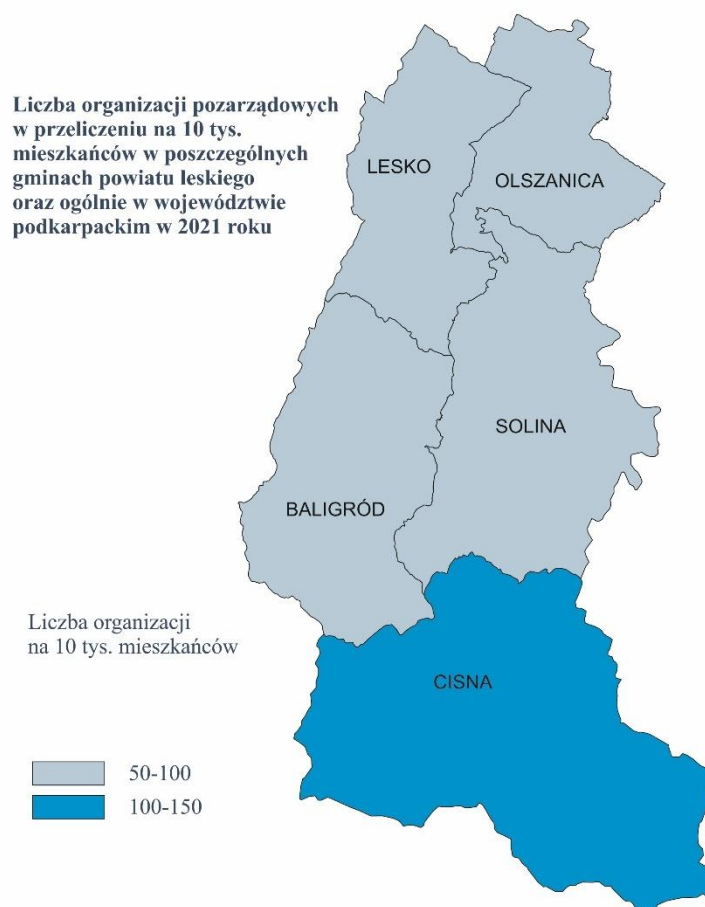 Liczba organizacji pozarządowych
w przeliczeniu na 10 tys.
mieszkańców w poszczególnych
gminach powiatu leskiego
oraz ogólnie w województwie
podkarpackim w 2021 roku
LESKO
OLSZANICA
SOLINA
BALIGRÓD
CISNA
Liczba organizacji
na 10 tys. mieszkańców
50-100
100-150